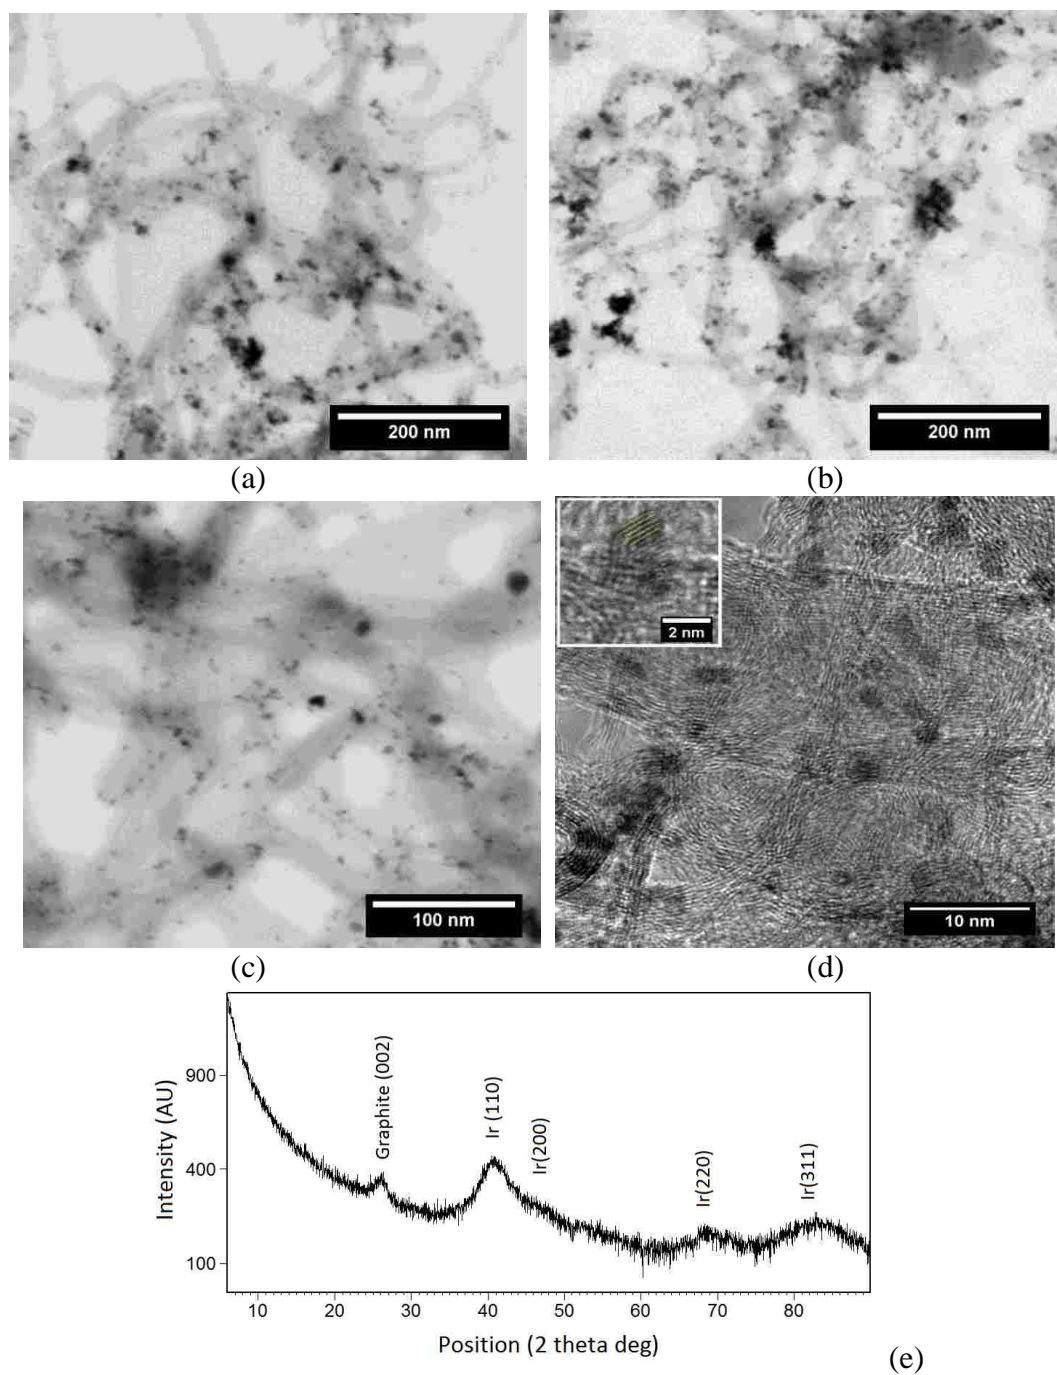 200 nm
200 nm
(a)
(b)
2 nm
100 nm
10 nm
(c)
(d)
Intensity (AU)
900
400
100
Graphite (002)
Ir (110)
Ir(200)
Ir(220)
Ir(311)
10 20 30 40 50 60 70 80
Position (2 theta deg)
(e)